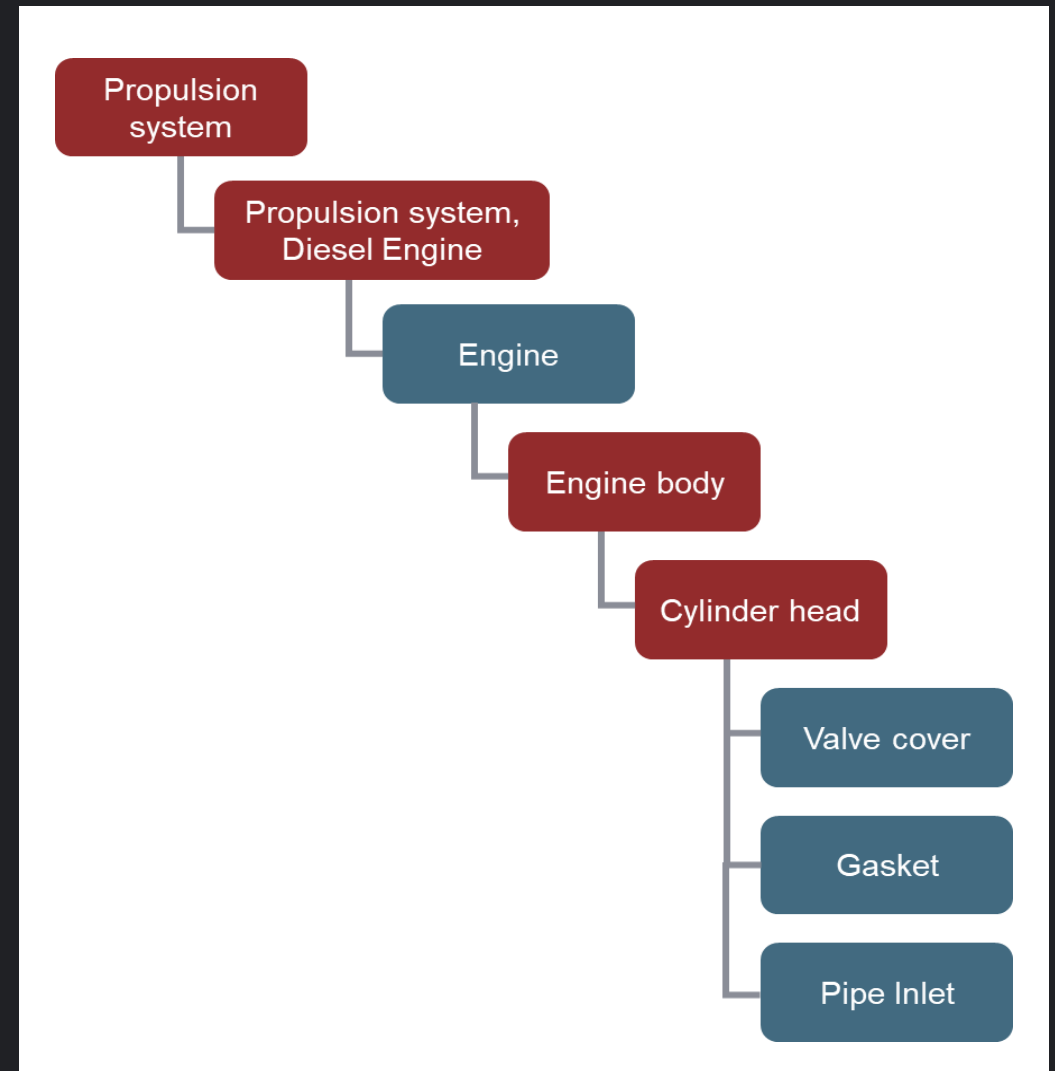 Propulsion
system
Propulsion system,
Diesel Engine
Engine
Engine body
Cylinder head
Valve cover
Gasket
Pipe Inlet